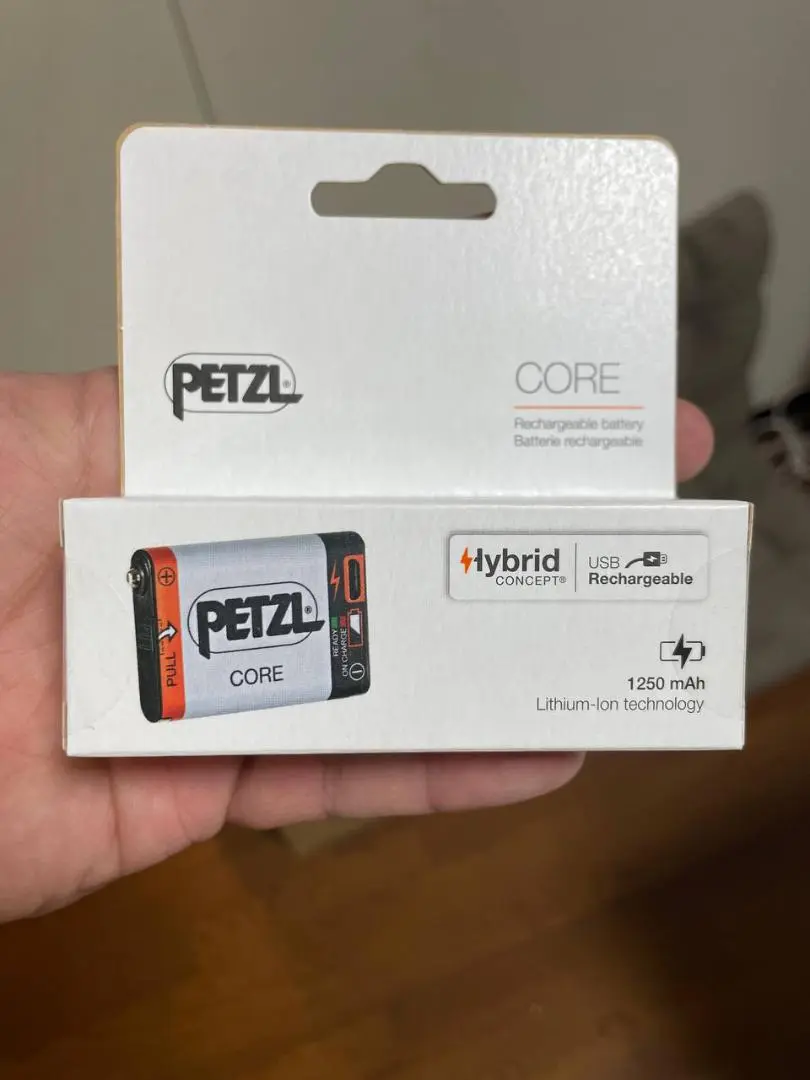 PETZL®
CORE
Rechargeable battery
Batterie rechargeable
Hybrid
CONCEPT®
USB
Rechargeable
PETZL®
CORE
PULL
READY
ON CHARGE
1250 mAh
Lithium-Ion technology